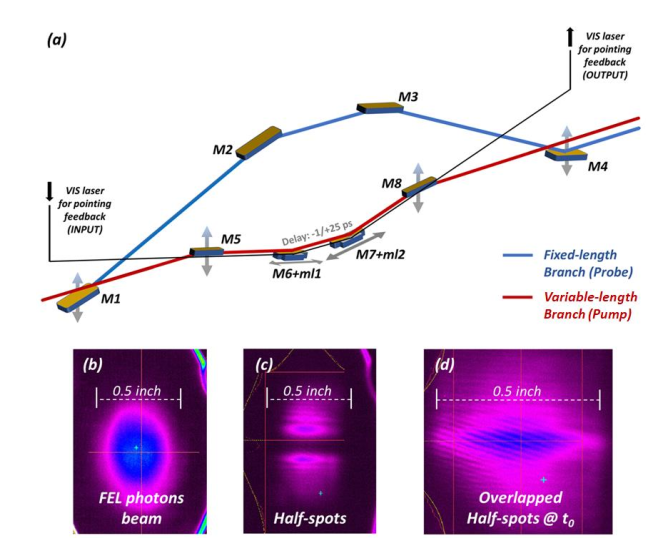 (a)
VIS laser
for pointing
feedback
(OUTPUT)
M3
M2
M4
M8
VIS laser
for pointing
feedback
(INPUT)
M5
Delay: -1/+25 ps
M7+ml2
M6+ml1
M1
Fixed-length
Branch (Probe)
Variable-length
Branch (Pump)
(b)
0.5 inch
FEL photons
beam
(c)
0.5 inch
Half-spots
(d)
0.5 inch
Overlapped
Half-spots @ t0